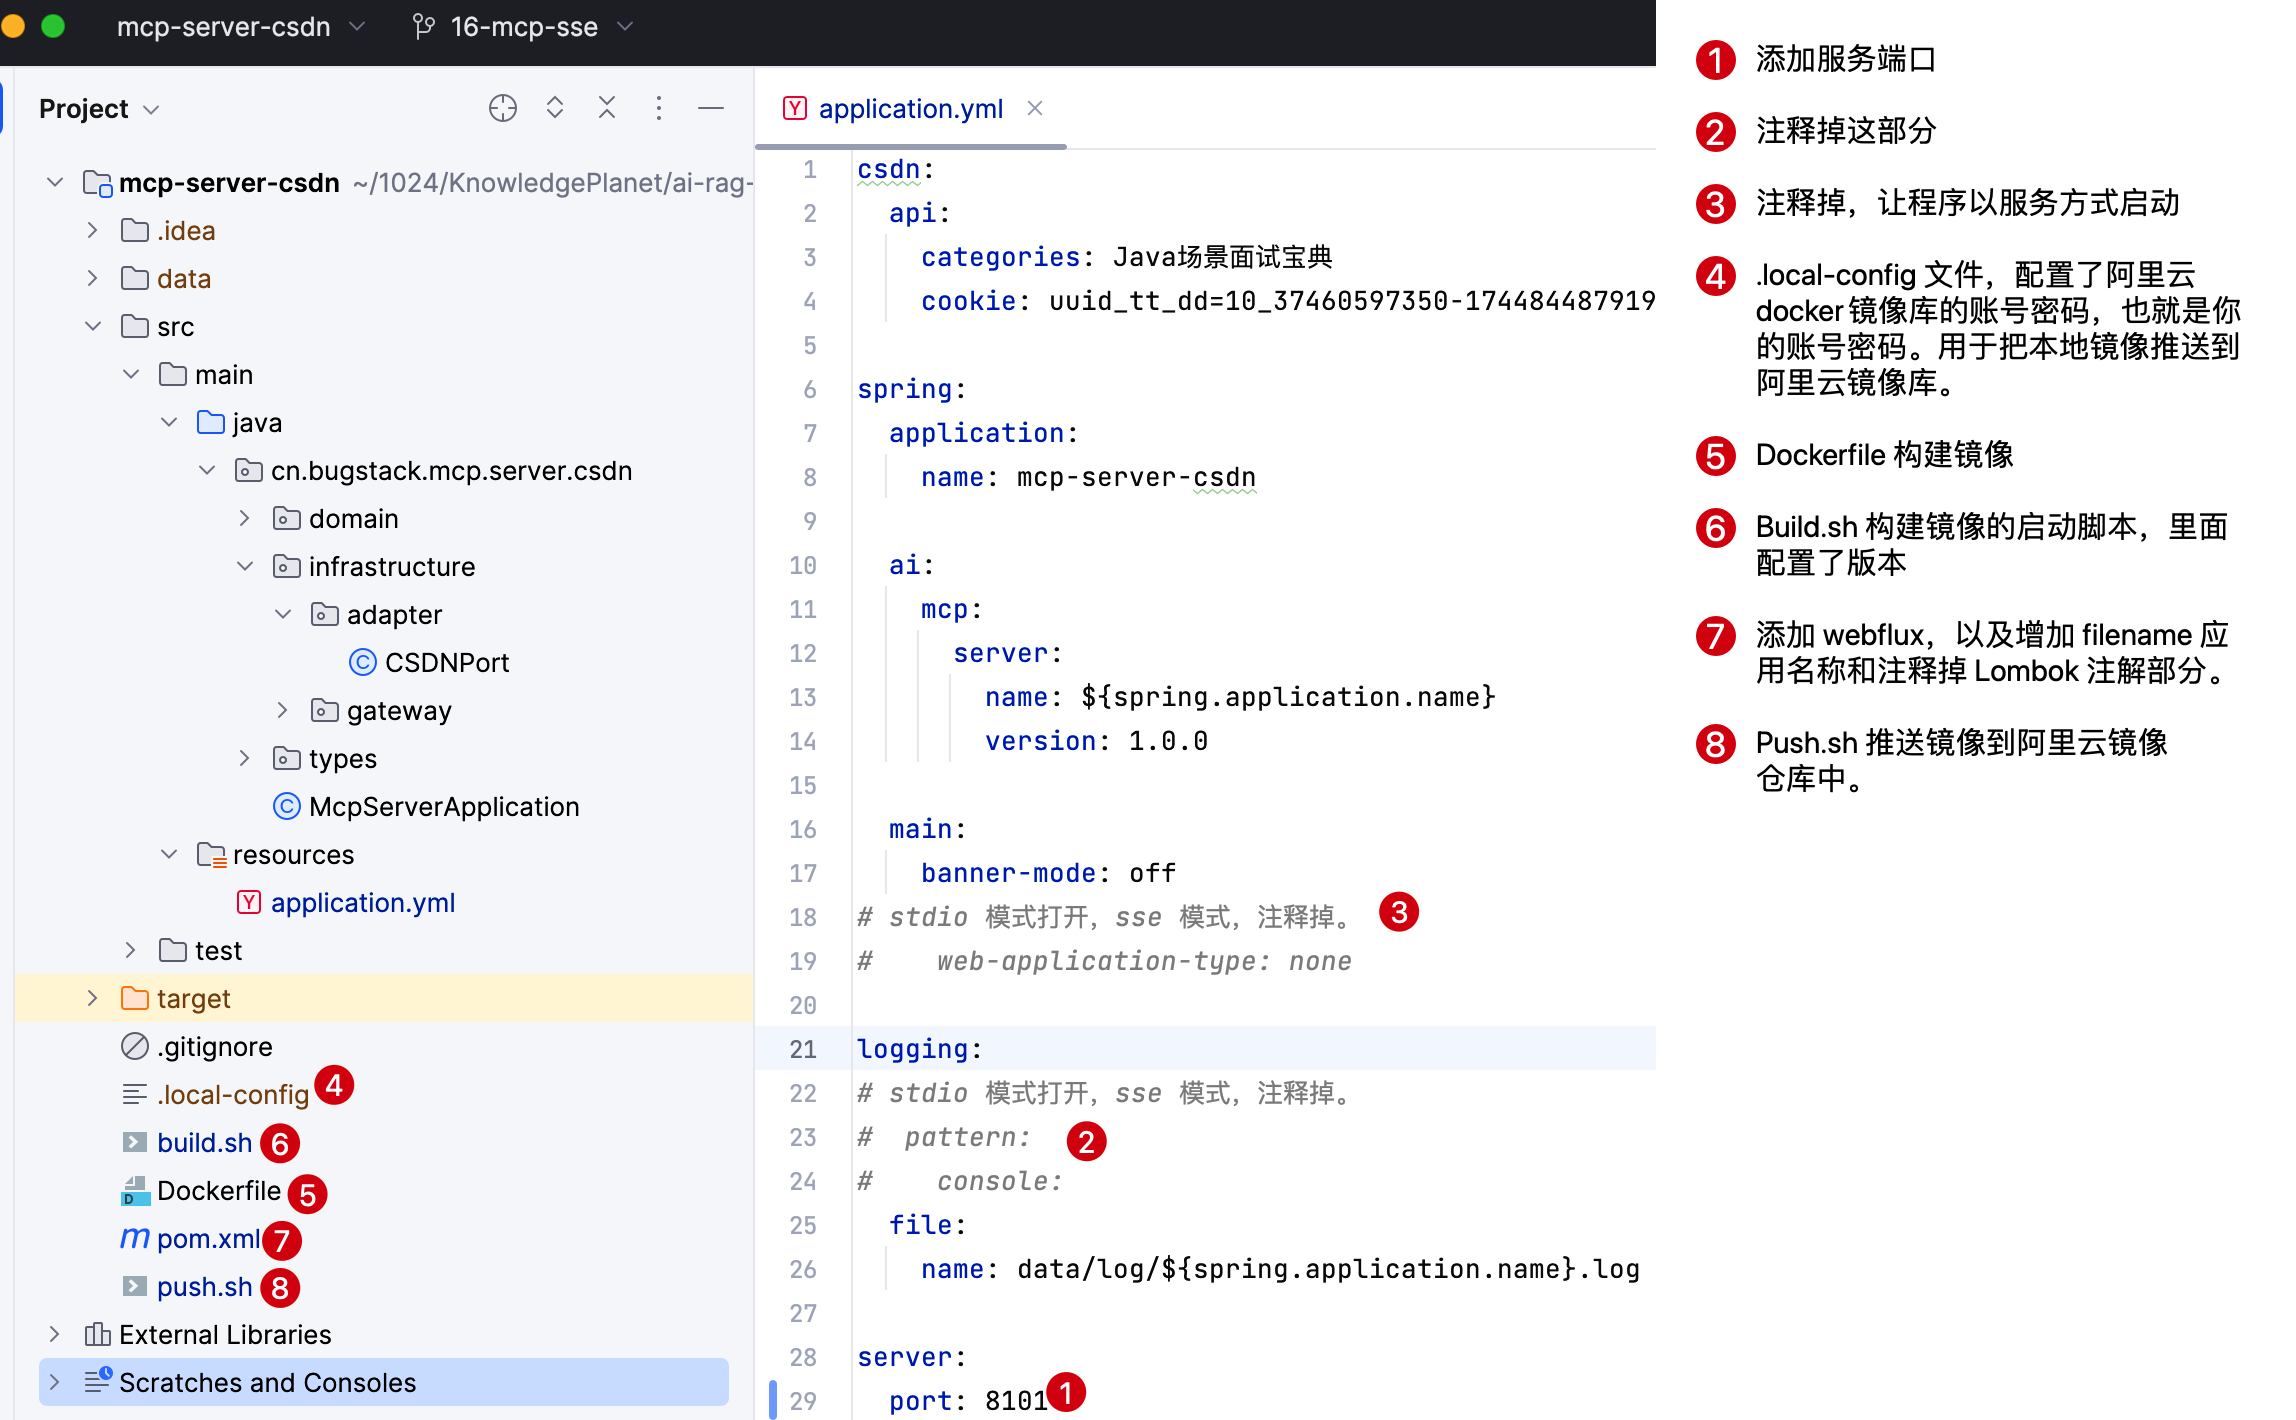 mcp-server-csdn
16-mcp-sse
Project
mcp-server-csdn ~/1024/KnowledgePlanet/ai-rag-
.idea
data
src
main
java
cn.bugstack.mcp.server.csdn
domain
infrastructure
adapter
CSDNPort
gateway
types
McpServerApplication
resources
application.yml
test
target
.gitignore
.local-config 4
build.sh 6
Dockerfile 5
pom.xml 7
push.sh 8
External Libraries
Scratches and Consoles
application.yml
1 csdn:
2 api:
3 categories: Java场景面试宝典
4 cookie: uuid_tt_dd=10_37460597350-174484487919
5
6 spring:
7 application:
8 name: mcp-server-csdn
9
10 ai:
11 mcp:
12 server:
13 name: ${spring.application.name}
14 version: 1.0.0
15
16 main:
17 banner-mode: off
18 # stdio 模式打开，sse 模式，注释掉。 3
19 # web-application-type: none
20
21 logging:
22 # stdio 模式打开，sse 模式，注释掉。
23 # pattern: 2
24 # console:
25 file:
26 name: data/log/${spring.application.name}.log
27
28 server:
29 port: 8101 1
1 添加服务端口
2 注释掉这部分
3 注释掉，让程序以服务方式启动
4 .local-config 文件，配置了阿里云
docker 镜像库的账号密码，也就是你
的账号密码。用于把本地镜像推送到
阿里云镜像库。
5 Dockerfile 构建镜像
6 Build.sh 构建镜像的启动脚本，里面
配置了版本
7 添加 webflux，以及增加 filename 应
用名称和注释掉 Lombok 注解部分。
8 Push.sh 推送镜像到阿里云镜像
仓库中。